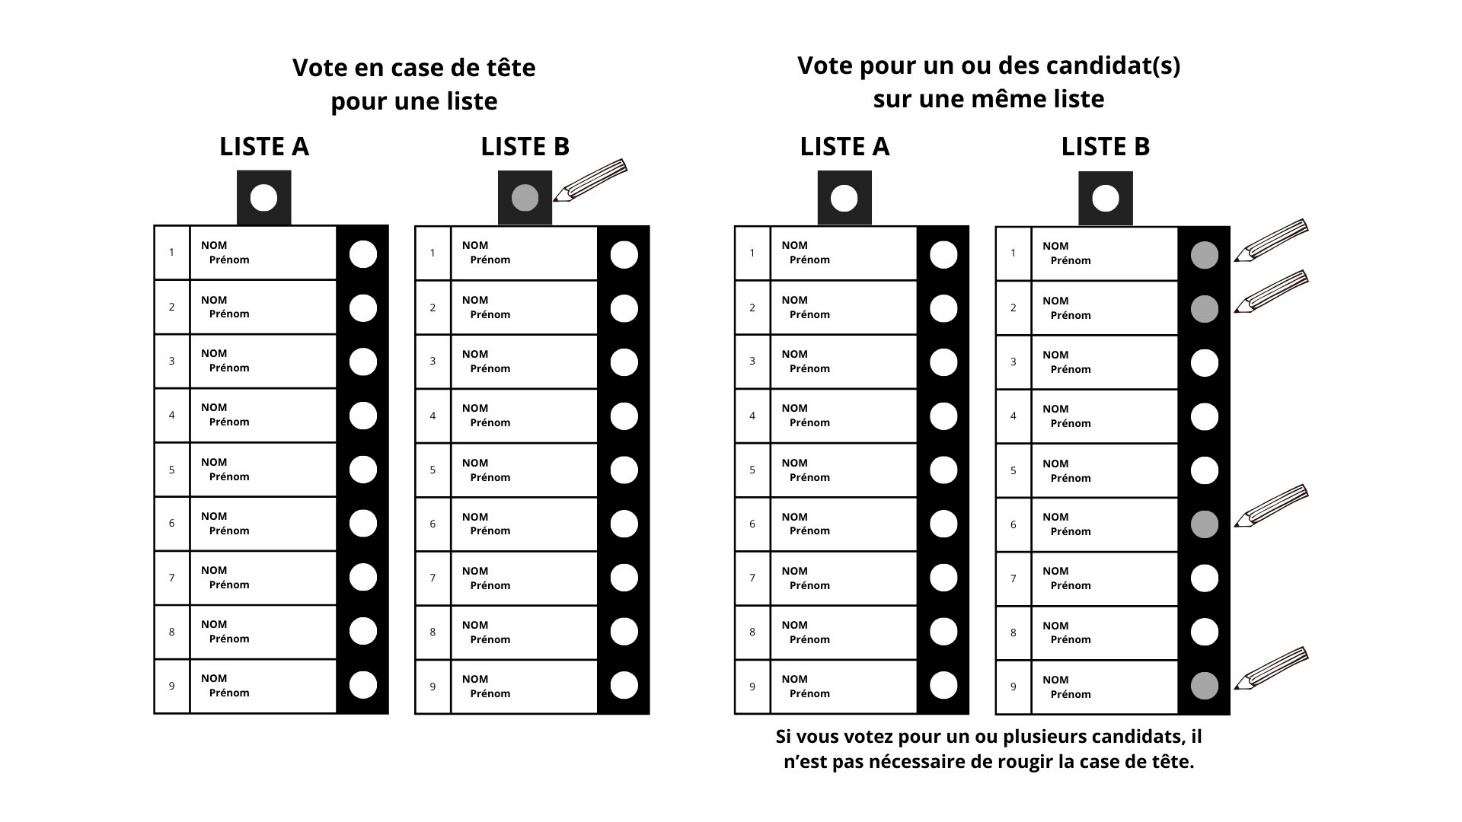 Vote en case de tête
pour une liste
LISTE A
1
NOM
Prénom
2
NOM
Prénom
3
NOM
Prénom
4
NOM
Prénom
5
NOM
Prénom
6
NOM
Prénom
7
NOM
Prénom
8
NOM
Prénom
9
NOM
Prénom
LISTE B
1
NOM
Prénom
2
NOM
Prénom
3
NOM
Prénom
4
NOM
Prénom
5
NOM
Prénom
6
NOM
Prénom
7
NOM
Prénom
8
NOM
Prénom
9
NOM
Prénom
Vote pour un ou des candidat(s)
sur une même liste
LISTE A
1
NOM
Prénom
2
NOM
Prénom
3
NOM
Prénom
4
NOM
Prénom
5
NOM
Prénom
6
NOM
Prénom
7
NOM
Prénom
8
NOM
Prénom
9
NOM
Prénom
LISTE B
1
NOM
Prénom
2
NOM
Prénom
3
NOM
Prénom
4
NOM
Prénom
5
NOM
Prénom
6
NOM
Prénom
7
NOM
Prénom
8
NOM
Prénom
9
NOM
Prénom
Si vous votez pour un ou plusieurs candidats, il
n’est pas nécessaire de rougir la case de tête.